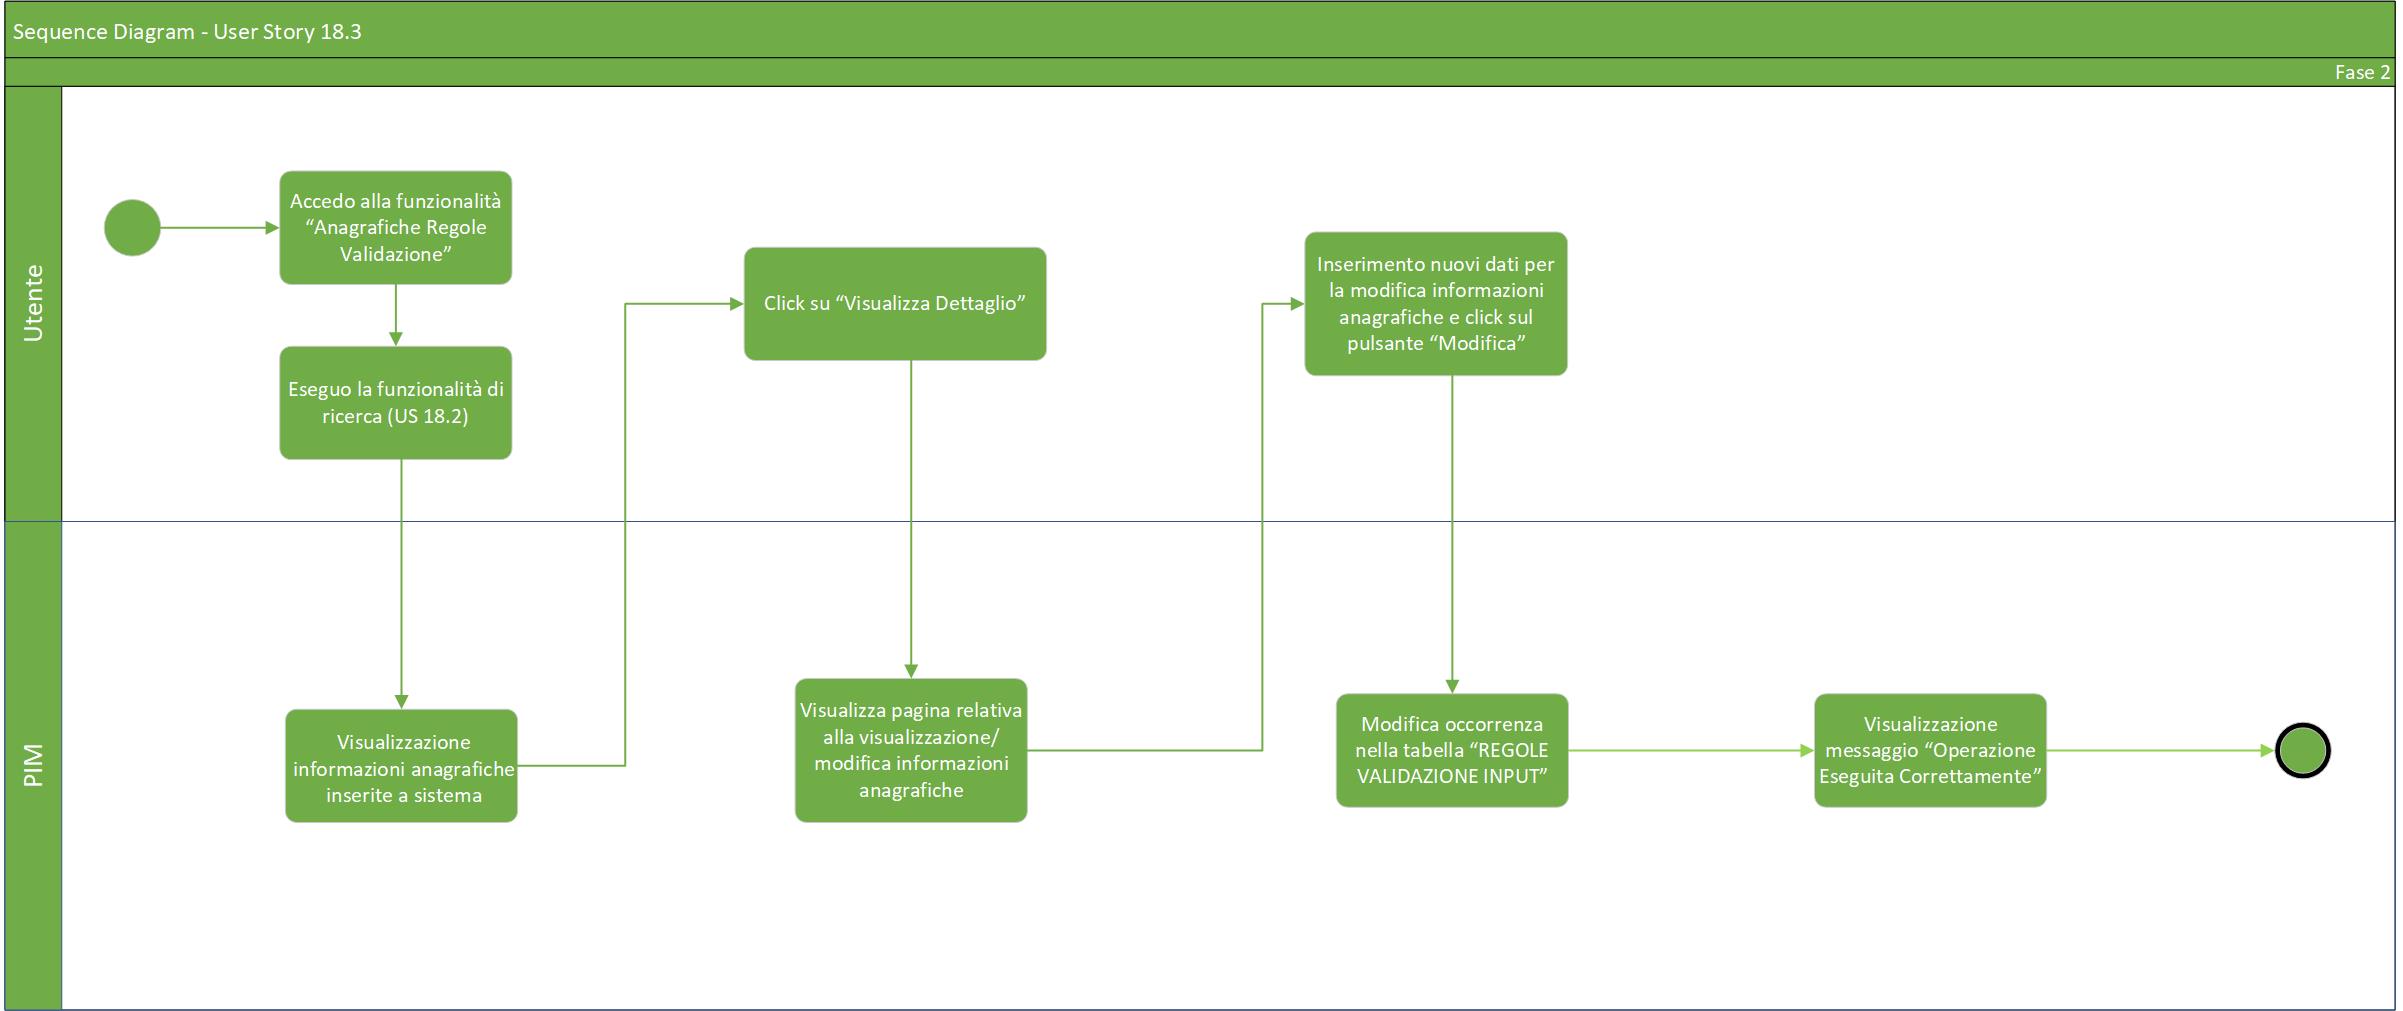 Sequence Diagram - User Story 18.3
Fase 2
Utente
Accedo alla funzionalità
“Anagrafiche Regole
Validazione”
Eseguo la funzionalità di
ricerca (US 18.2)
Click su “Visualizza Dettaglio”
Inserimento nuovi dati per
la modifica informazioni
anagrafiche e click sul
pulsante “Modifica”
PIM
Visualizzazione
informazioni anagrafiche
inserite a sistema
Visualizza pagina relativa
alla visualizzazione/
modifica informazioni
anagrafiche
Modifica occorrenza
nella tabella “REGOLE
VALIDAZIONE INPUT”
Visualizzazione
messaggio “Operazione
Eseguita Correttamente”